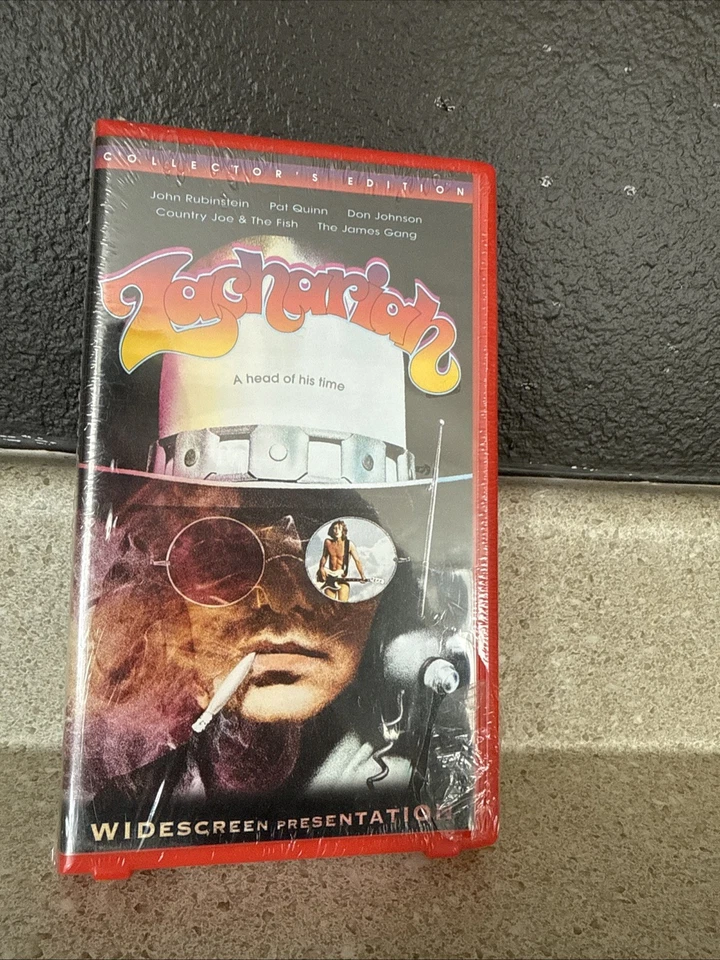 COLLECTOR'S EDITION
John Rubinstein Pat Quinn Don Johnson
Country Joe & The Fish The James Gang
Zachariah
A head of his time
WIDESCREEN PRESENTATION